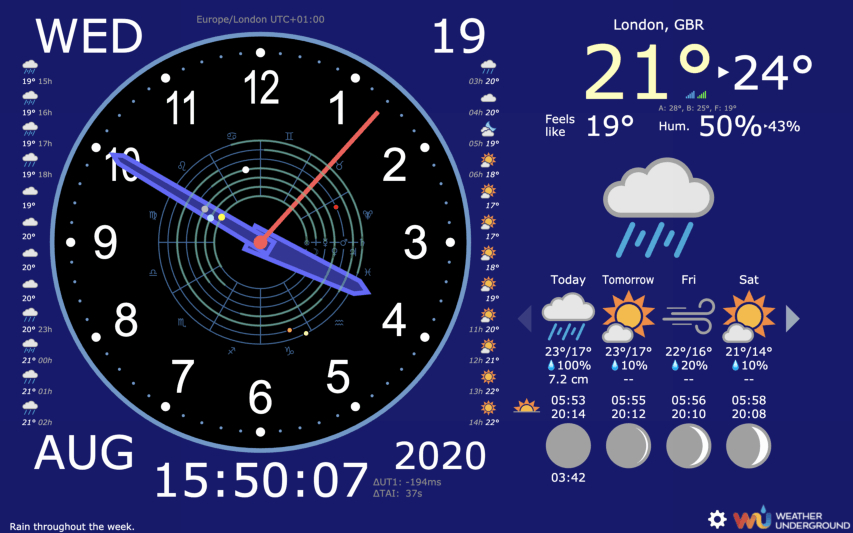 WED
Europe/London UTC+01:00
19
19° 15h
19° 16h
19° 17h
19° 18h
19°
20°
20°
20°
20° 23h
21° 00h
21° 01h
21° 02h
12
1
2
3
4
5
6
7
8
9
10
11
03h 20°
04h 20°
05h 19°
06h 18°
17°
17°
18°
19°
11h 20°
12h 21°
13h 22°
14h 22°
AUG
2020
15:50:07
ΔUT1: -194ms
ΔTAI: 37s
Rain throughout the week.
London, GBR
21° ▸24°
A: 28°, B: 25°, F: 19°
Feels like 19° Hum. 50%▸43%
Today Tomorrow Fri Sat
23°/17° 23°/17° 22°/16° 21°/14°
100% 10% 20% 10%
7.2 cm -- -- --
05:53 05:55 05:56 05:58
20:14 20:12 20:10 20:08
03:42
WEATHER
UNDERGROUND